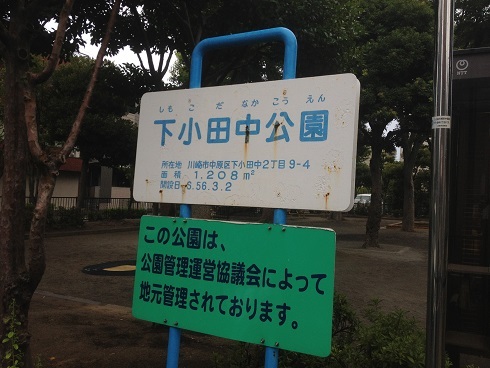 しもこだなかこうえん
下小田中公園
所在地 川崎市中原区下小田中2丁目9-4
面積 1.208㎡
開設日 S.56.3.2
この公園は、
公園管理運営協議会によって
地元管理されております。
NTT